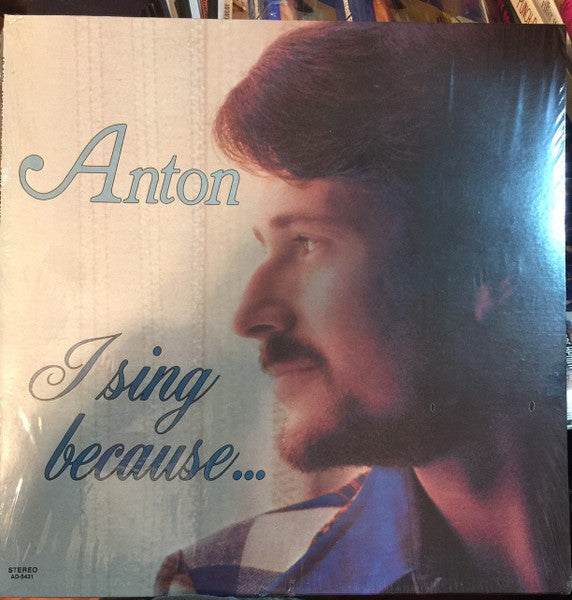 Anton
I sing
because...
STEREO
AD-5431